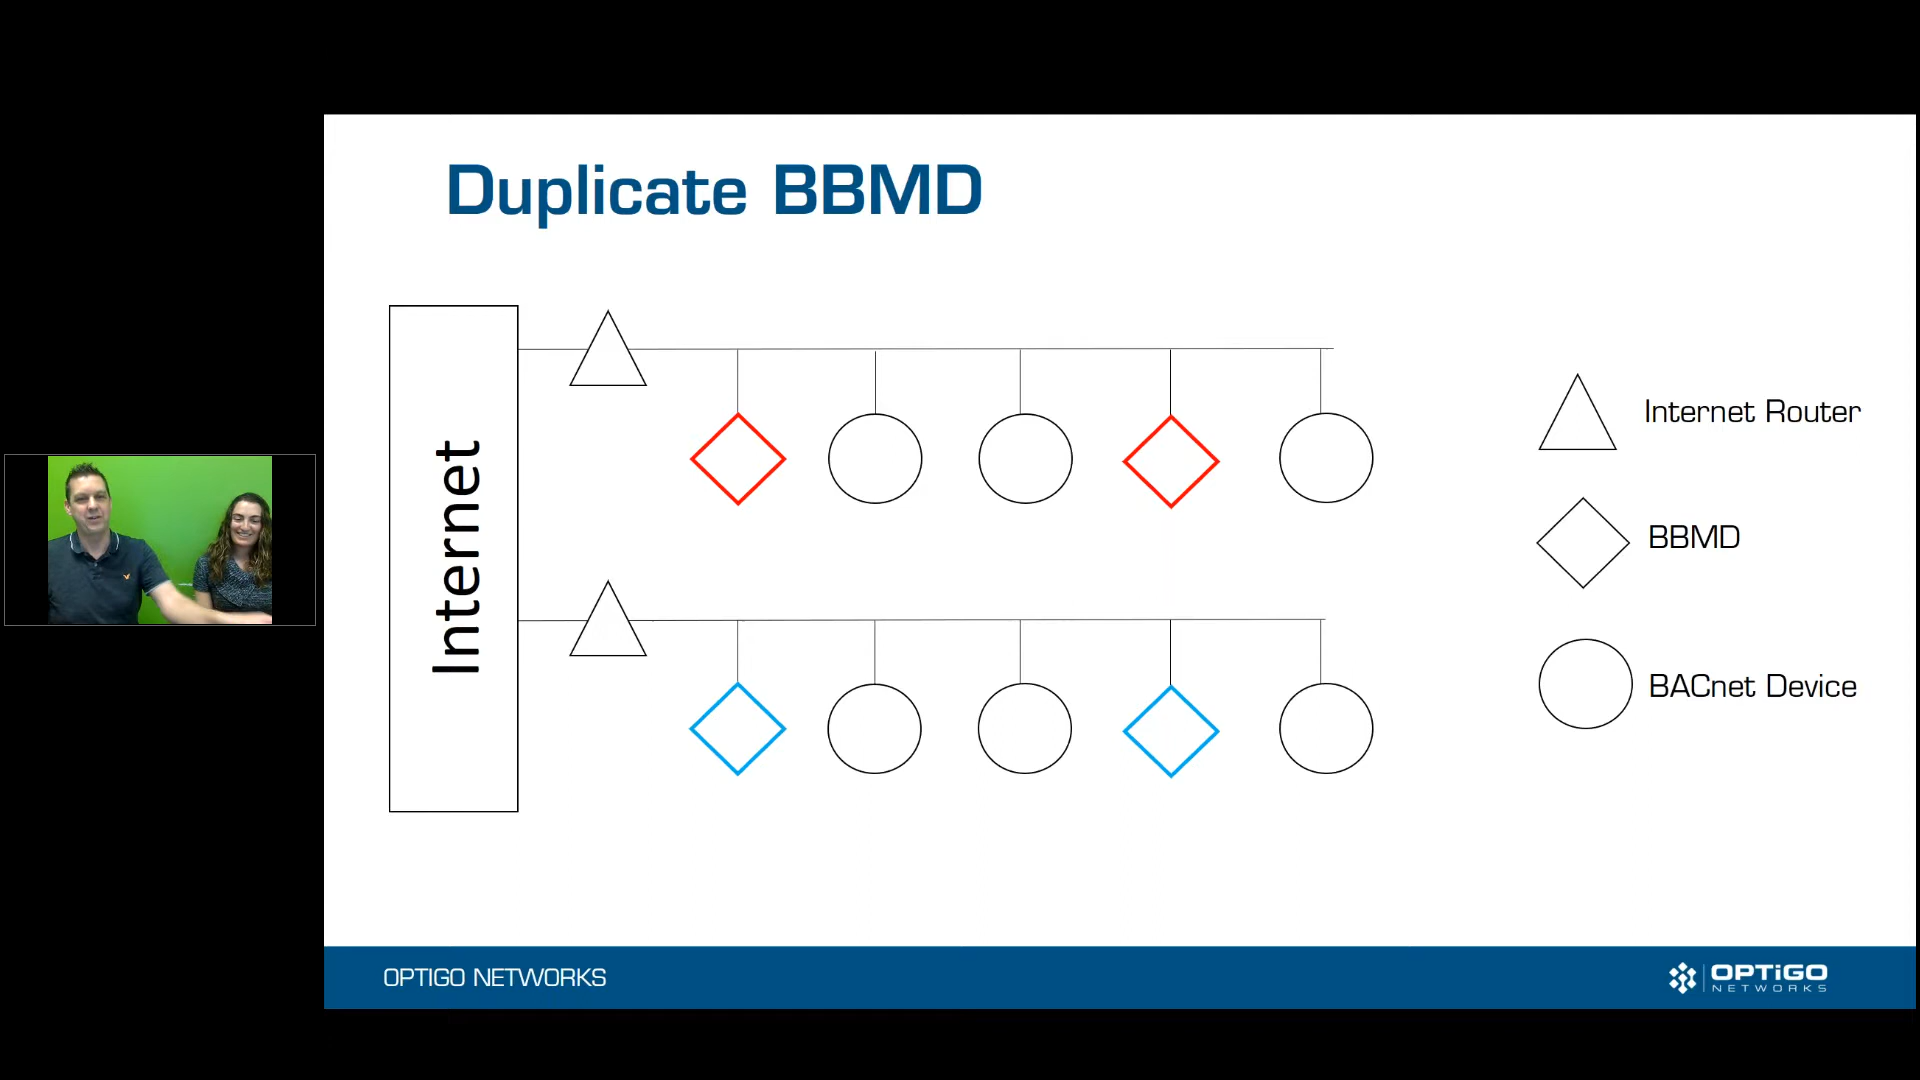 Duplicate BBMD
Internet
Internet Router
BBMD
BACnet Device
OPTIGO NETWORKS
OPTiGO
NETWORKS